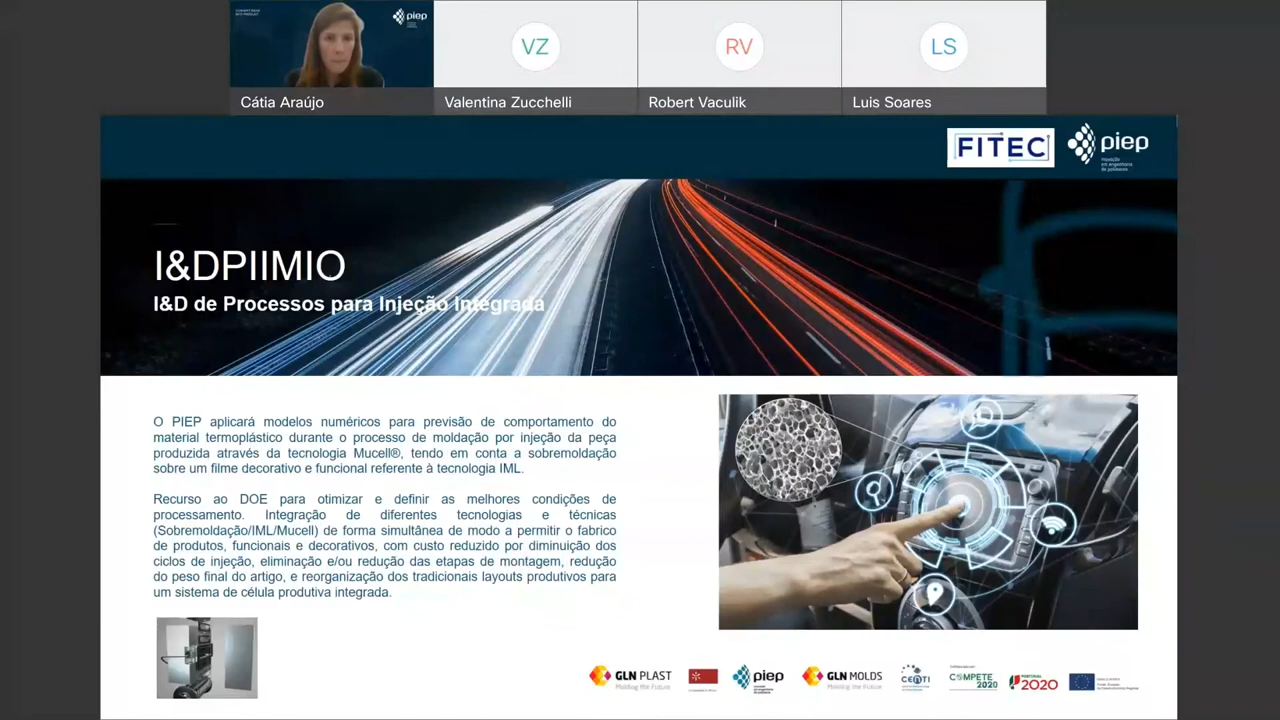 piep
VZ
RV
LS
Cátia Araújo
Valentina Zucchelli
Robert Vaculik
Luis Soares
FITEC
piep
inovação
em engenharia
de polímeros
I&DPIIMIO
I&D de Processos para Injeção Integrada
O PIEP aplicará modelos numéricos para previsão de comportamento do
material termoplástico durante o processo de moldação por injeção da peça
produzida através da tecnologia Mucell®, tendo em conta a sobremoldação
sobre um filme decorativo e funcional referente à tecnologia IML.
Recurso ao DOE para otimizar e definir as melhores condições de
processamento. Integração de diferentes tecnologias e técnicas
(Sobremoldação/IML/Mucell) de forma simultânea de modo a permitir o fabrico
de produtos, funcionais e decorativos, com custo reduzido por diminuição dos
ciclos de injeção, eliminação e/ou redução das etapas de montagem, redução
do peso final do artigo, e reorganização dos tradicionais layouts produtivos para
um sistema de célula produtiva integrada.
GLN PLAST
Molding the Future
piep
GLN MOLDS
Molding the Future
CENTI
COMPETE
2020
PORTUGAL
2020